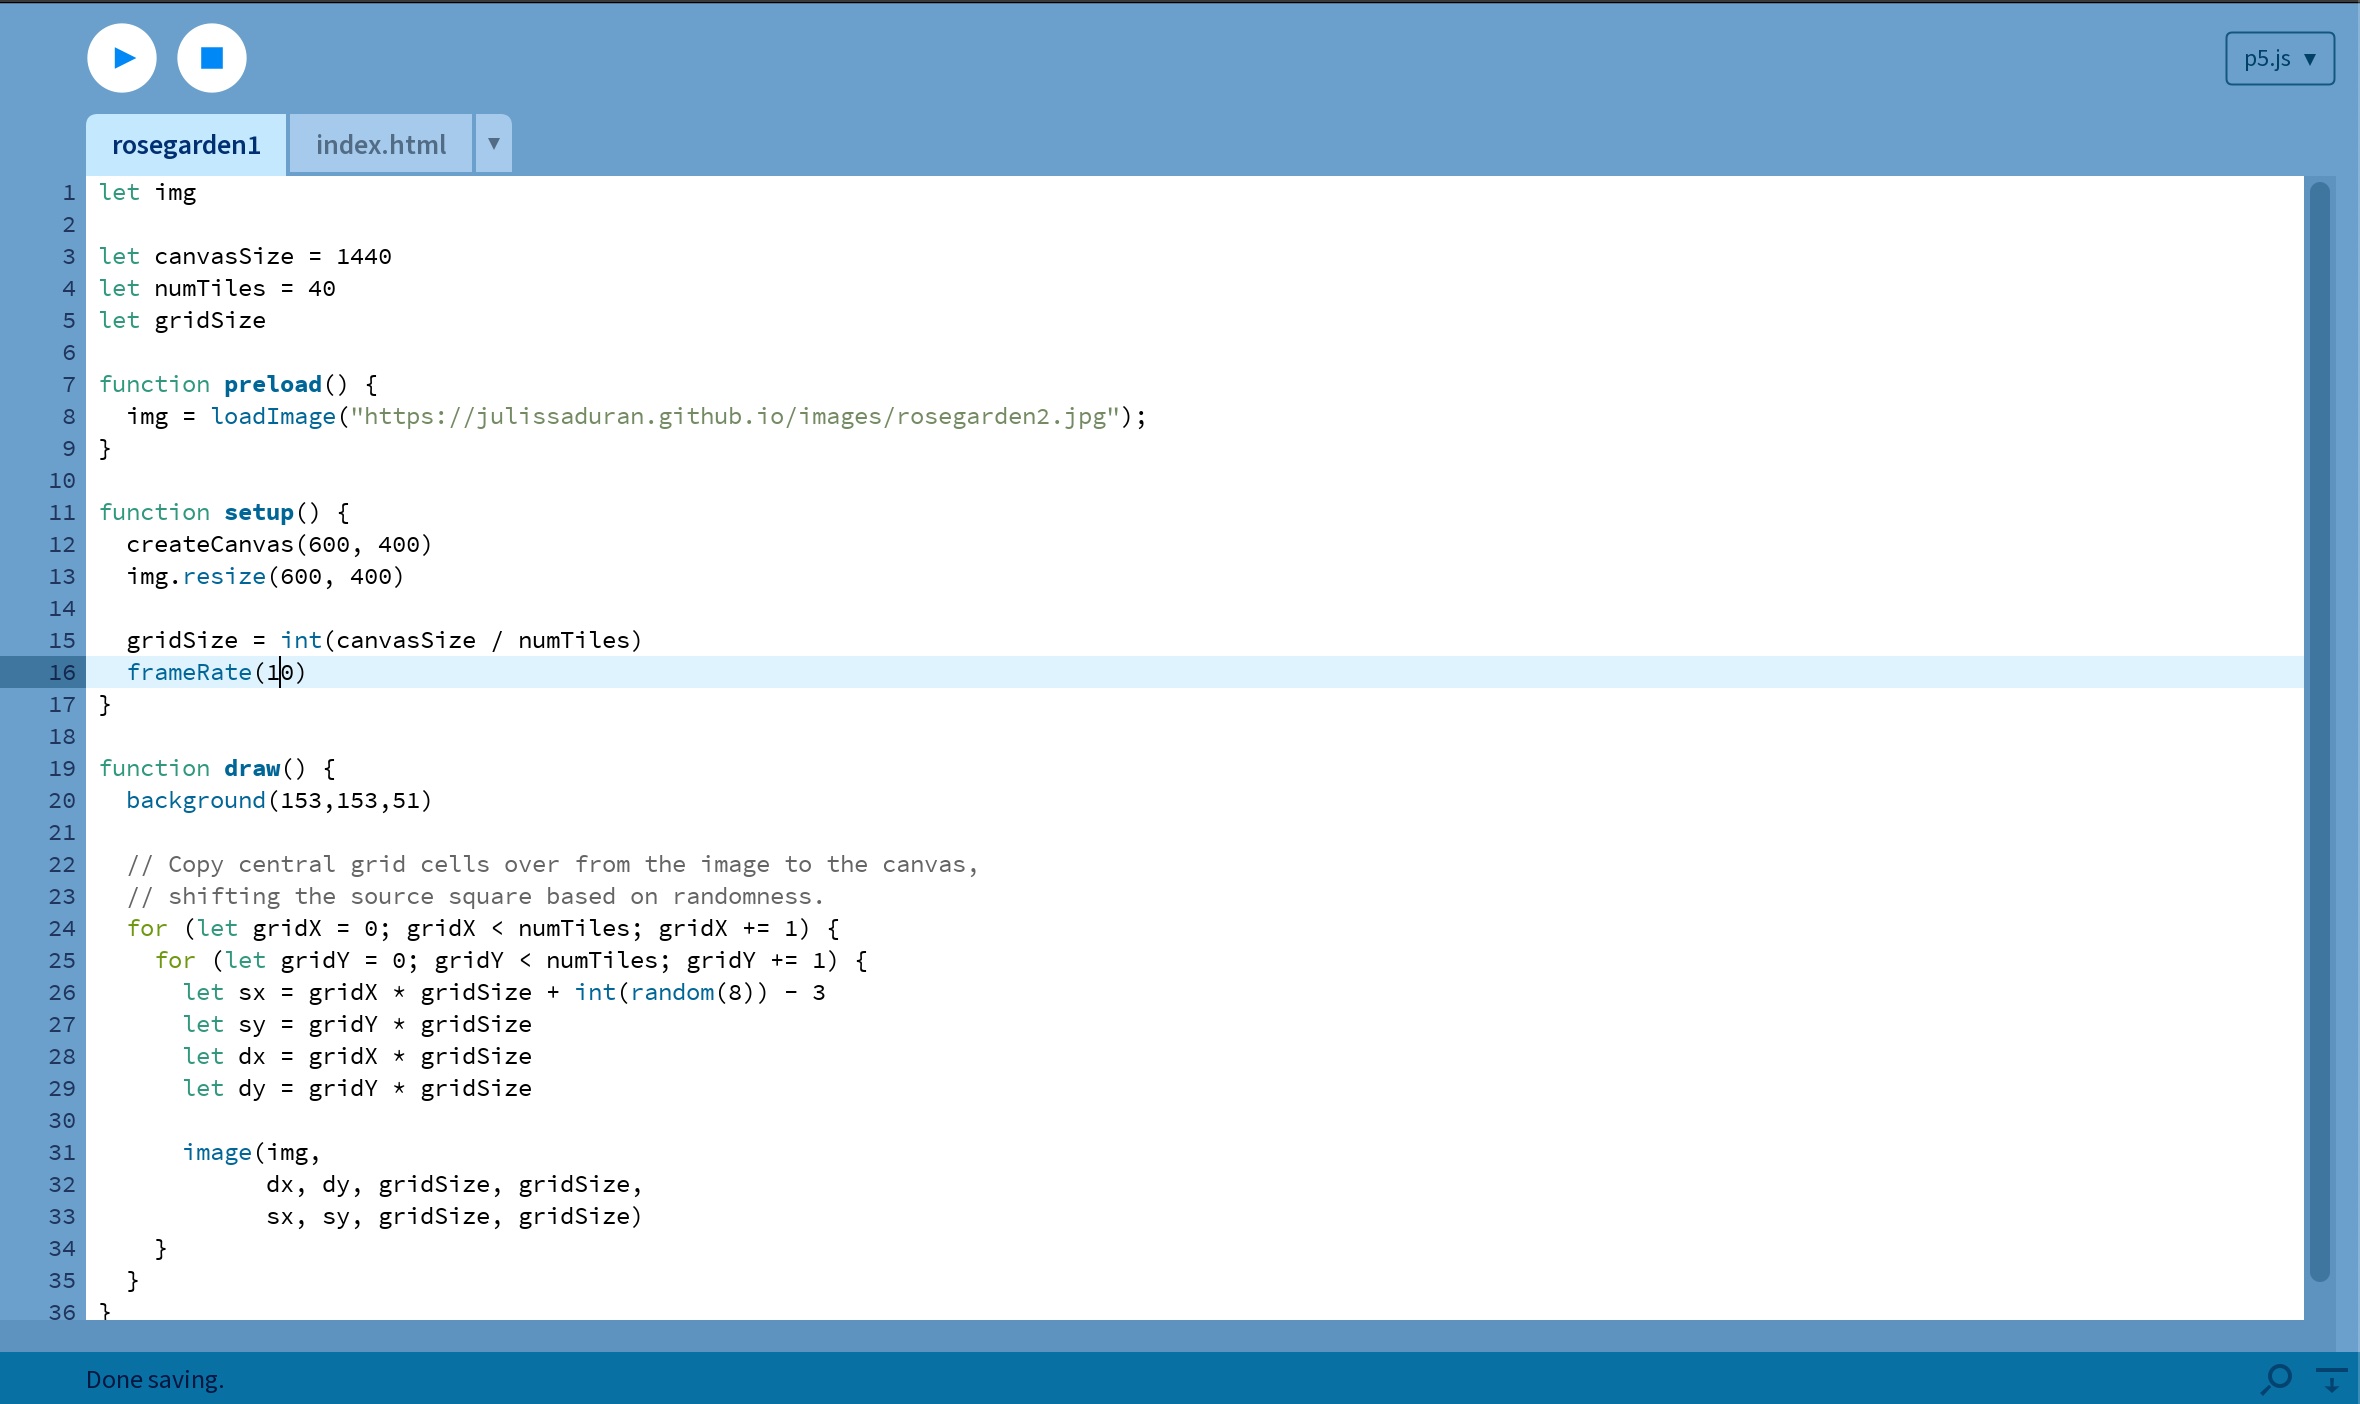 p5.js ▼
rosegarden1 index.html ▼
1 let img
2
3 let canvasSize = 1440
4 let numTiles = 40
5 let gridSize
6
7 function preload() {
8   img = loadImage("https://julissaduran.github.io/images/rosegarden2.jpg");
9 }
10
11 function setup() {
12   createCanvas(600, 400)
13   img.resize(600, 400)
14
15   gridSize = int(canvasSize / numTiles)
16   frameRate(10)
17 }
18
19 function draw() {
20   background(153,153,51)
21
22   // Copy central grid cells over from the image to the canvas,
23   // shifting the source square based on randomness.
24   for (let gridX = 0; gridX < numTiles; gridX += 1) {
25     for (let gridY = 0; gridY < numTiles; gridY += 1) {
26       let sx = gridX * gridSize + int(random(8)) - 3
27       let sy = gridY * gridSize
28       let dx = gridX * gridSize
29       let dy = gridY * gridSize
30
31       image(img,
32             dx, dy, gridSize, gridSize,
33             sx, sy, gridSize, gridSize)
34     }
35   }
36 }
Done saving.